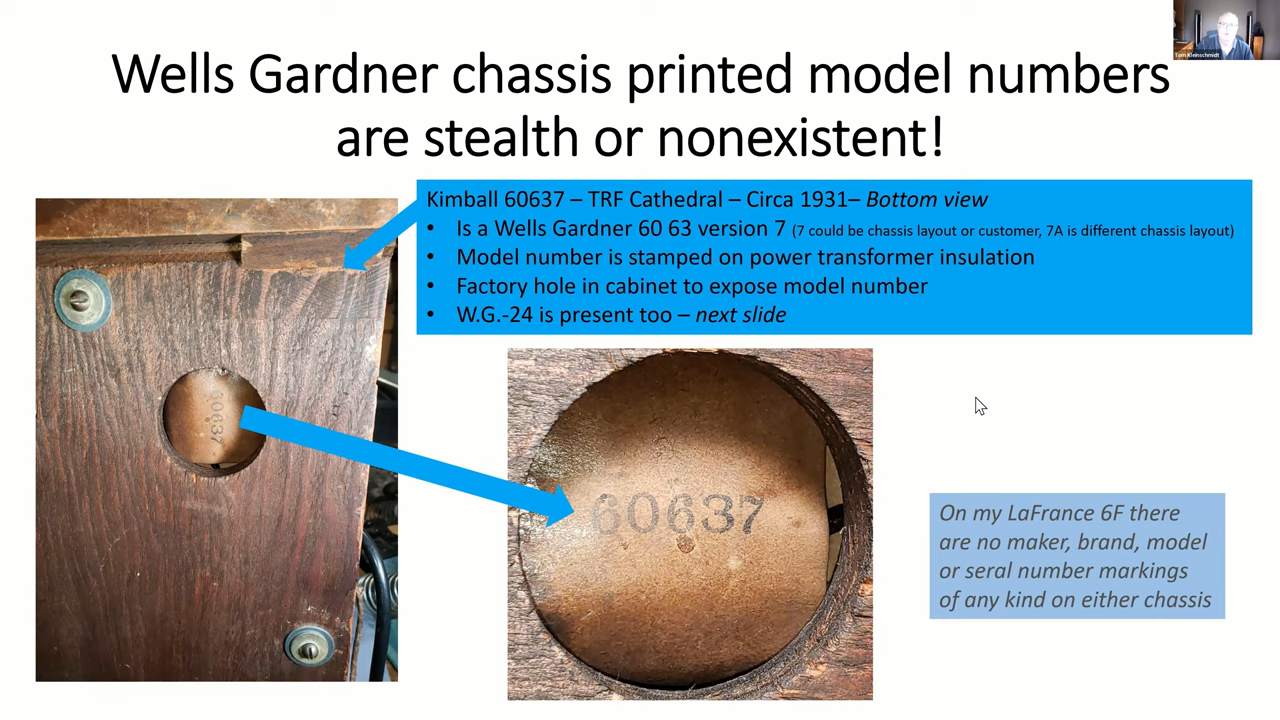 Wells Gardner chassis printed model numbers
are stealth or nonexistent!
Tom Kleinschmidt
Kimball 60637 – TRF Cathedral – Circa 1931– Bottom view
• Is a Wells Gardner 60 63 version 7 (7 could be chassis layout or customer, 7A is different chassis layout)
• Model number is stamped on power transformer insulation
• Factory hole in cabinet to expose model number
• W.G.-24 is present too – next slide
60637
60637
On my LaFrance 6F there
are no maker, brand, model
or seral number markings
of any kind on either chassis